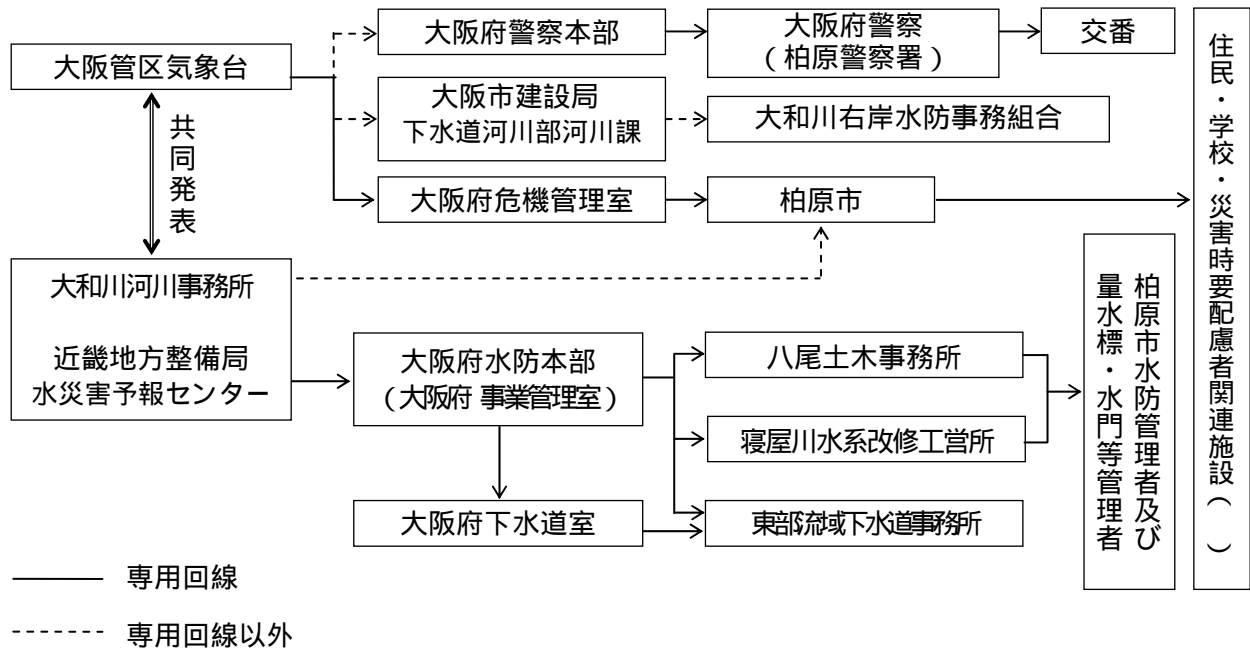 大阪管区気象台
共同発表
大和川河川事務所
近畿地方整備局
水災害予報センター
大阪府警察本部
大阪府警察
（柏原警察署）
交番
大阪市建設局
下水道河川部河川課
大和川右岸水防事務組合
大阪府危機管理室
柏原市
大阪府水防本部
（大阪府 事業管理室）
大阪府下水道室
八尾土木事務所
寝屋川水系改修工営所
東部流域下水道事務所
柏原市水防管理者及び
量水標・水門等管理者
住民・学校・災害時要配慮者関連施設（ ）
専用回線
専用回線以外